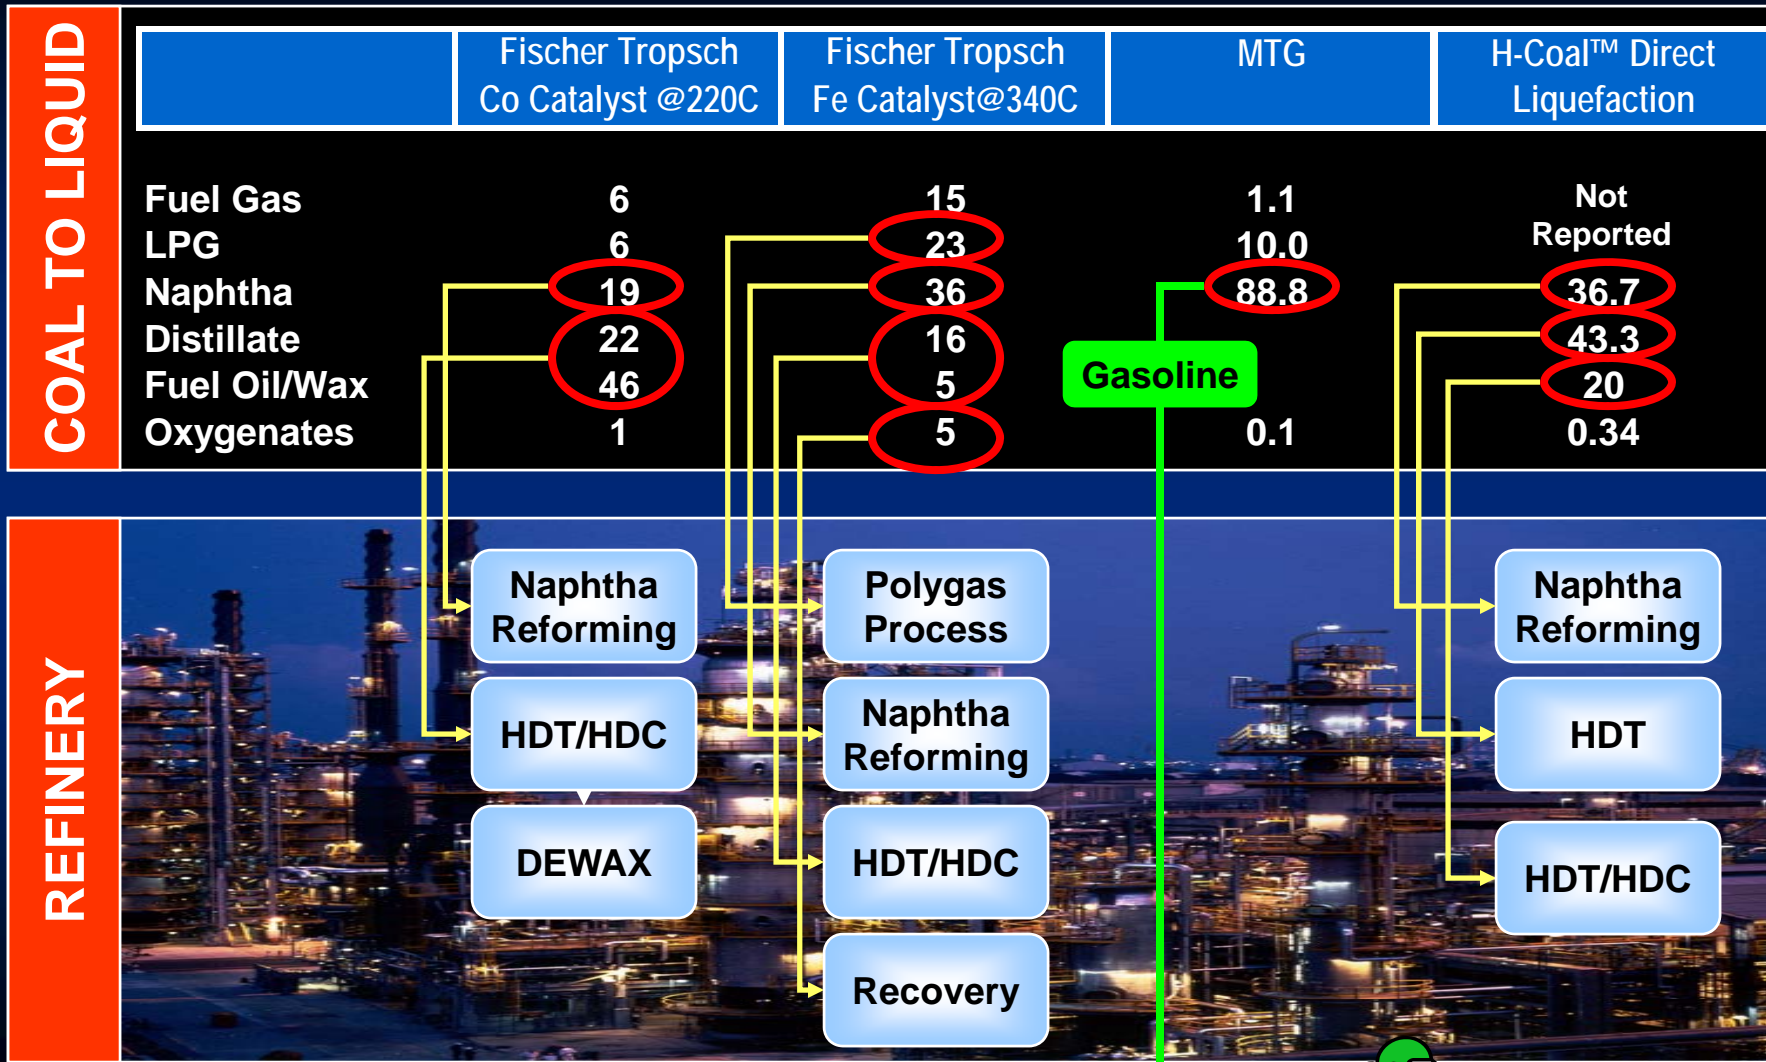 COAL TO LIQUID
Fischer Tropsch
Co Catalyst @220C
Fischer Tropsch
Fe Catalyst@340C
MTG
H-Coal™ Direct
Liquefaction
Fuel Gas 6 15 1.1 Not
Reported
LPG 6 23 10.0
Naphtha 19 36 88.8 36.7
Distillate 22 16 43.3
Fuel Oil/Wax 46 5 20
Oxygenates 1 5 0.1 0.34
Gasoline
REFINERY
Naphtha
Reforming
HDT/HDC
DEWAX
Polygas
Process
Naphtha
Reforming
HDT/HDC
Recovery
Naphtha
Reforming
HDT
HDT/HDC